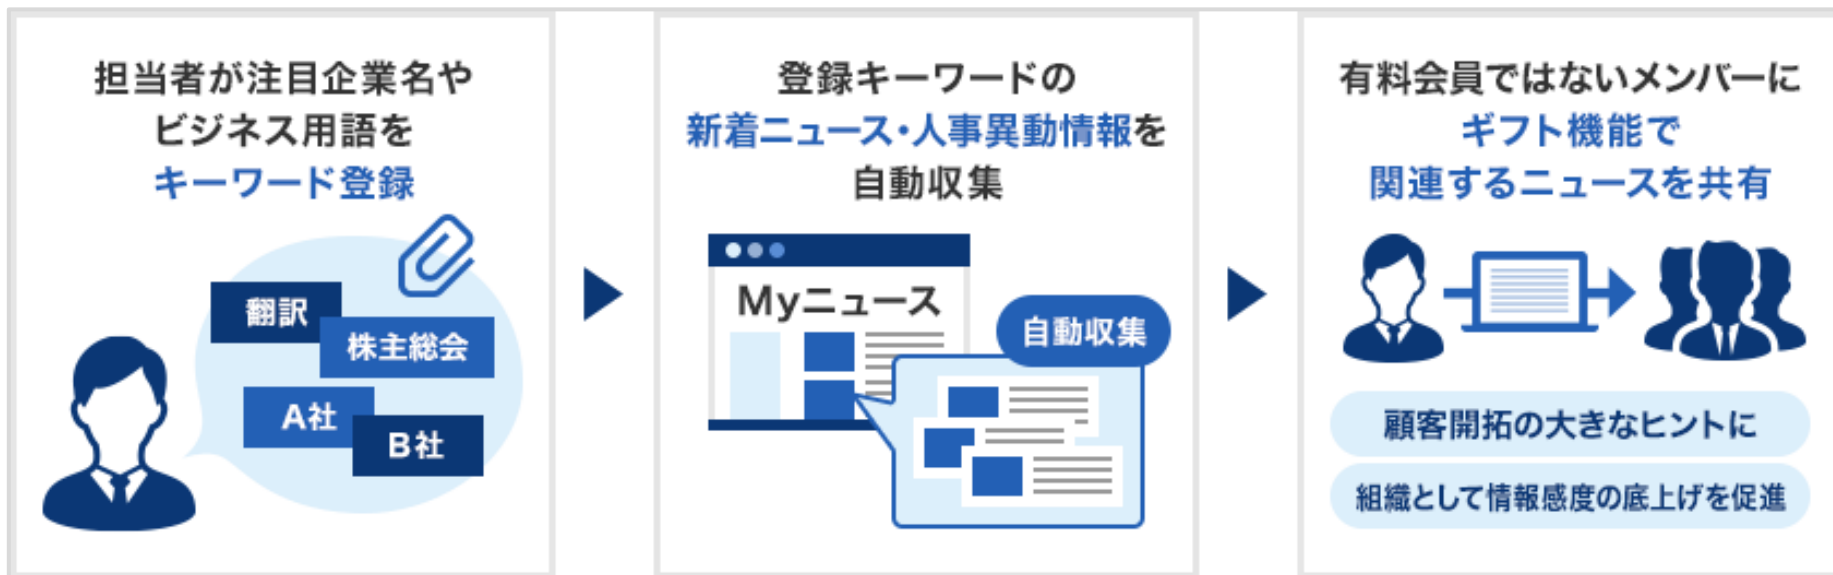 担当者が注目企業名や
ビジネス用語を
キーワード登録
翻訳
株主総会
A社
B社
登録キーワードの
新着ニュース・人事異動情報を
自動収集
Myニュース
自動収集
有料会員ではないメンバーに
ギフト機能で
関連するニュースを共有
顧客開拓の大きなヒントに
組織として情報感度の底上げを促進